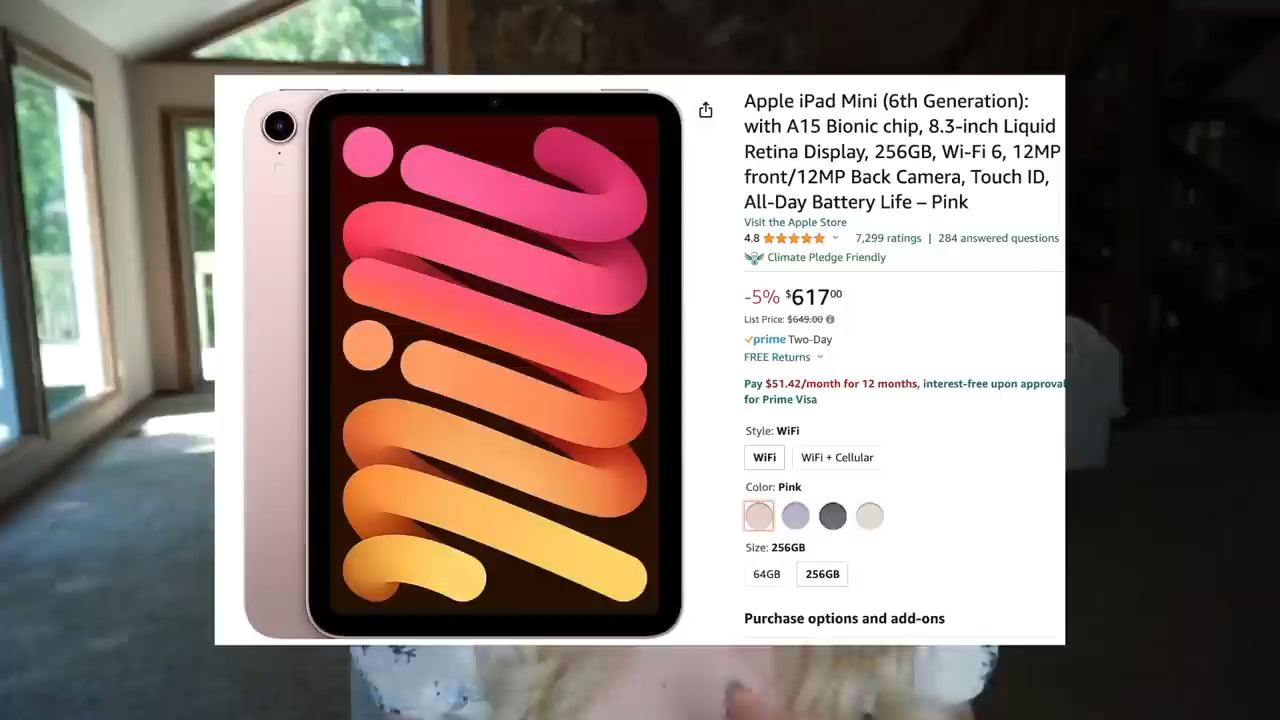 Apple iPad Mini (6th Generation):
with A15 Bionic chip, 8.3-inch Liquid
Retina Display, 256GB, Wi-Fi 6, 12MP
front/12MP Back Camera, Touch ID,
All-Day Battery Life – Pink
Visit the Apple Store
4.8 7,299 ratings | 284 answered questions
Climate Pledge Friendly
-5% $61700
List Price: $649.00
prime Two-Day
FREE Returns
Pay $51.42/month for 12 months, interest-free upon approval
for Prime Visa
Style: WiFi
WiFi WiFi + Cellular
Color: Pink
Size: 256GB
64GB 256GB
Purchase options and add-ons